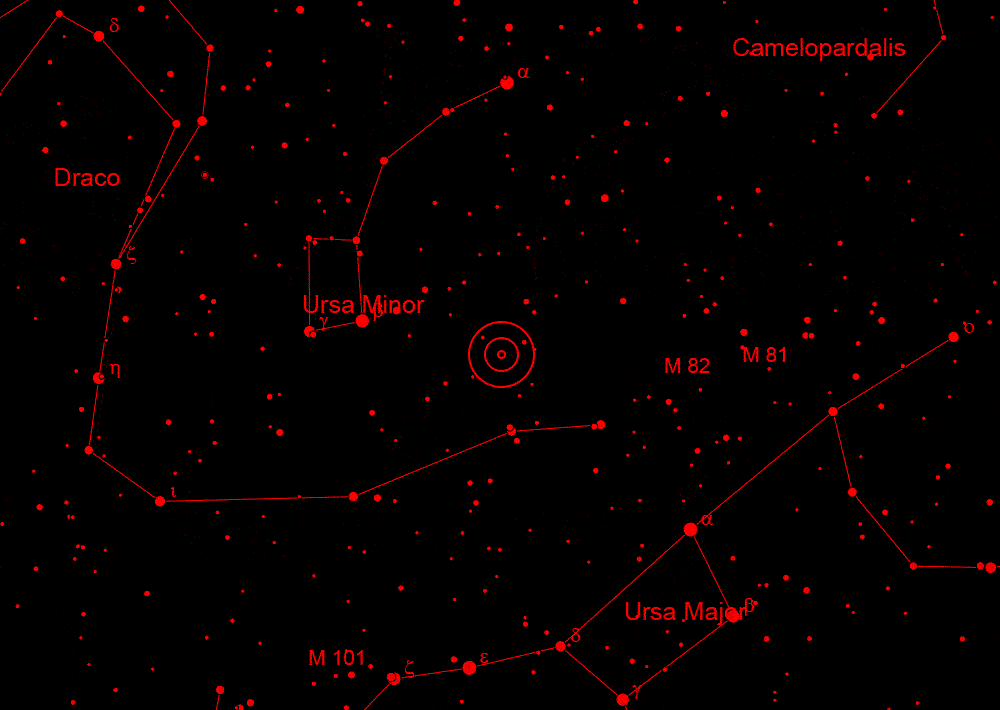 δ
Camelopardalis
α
Draco
ζ
Ursa Minor
γ
β
ο
M 82
M 81
η
ι
α
Ursa Major
β
δ
M 101
ζ
ε
γ